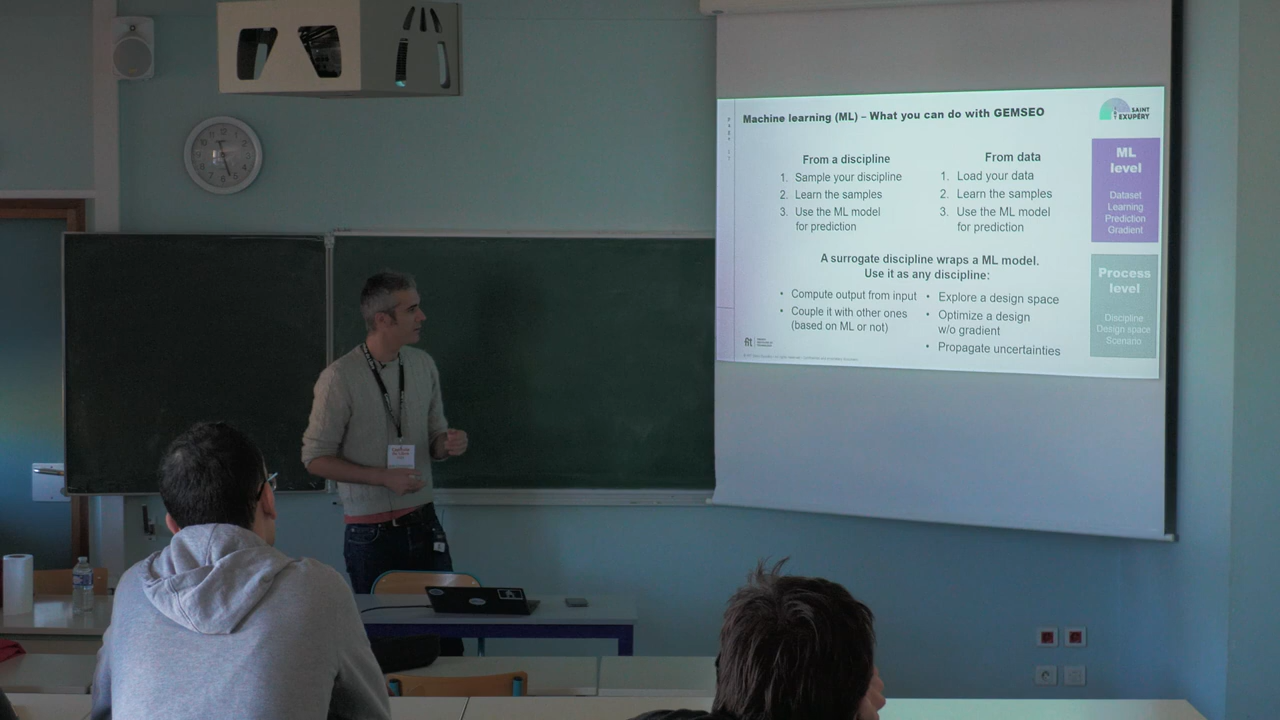 Machine learning (ML) – What you can do with GEMSEO
SAINT
EXUPÉRY
From a discipline
1. Sample your discipline
2. Learn the samples
3. Use the ML model
for prediction
From data
1. Load your data
2. Learn the samples
3. Use the ML model
for prediction
A surrogate discipline wraps a ML model.
Use it as any discipline:
• Compute output from input
• Couple it with other ones
(based on ML or not)
• Explore a design space
• Optimize a design
w/o gradient
• Propagate uncertainties
ML
level
Dataset
Learning
Prediction
Gradient
Process
level
Discipline
Design space
Scenario
fit